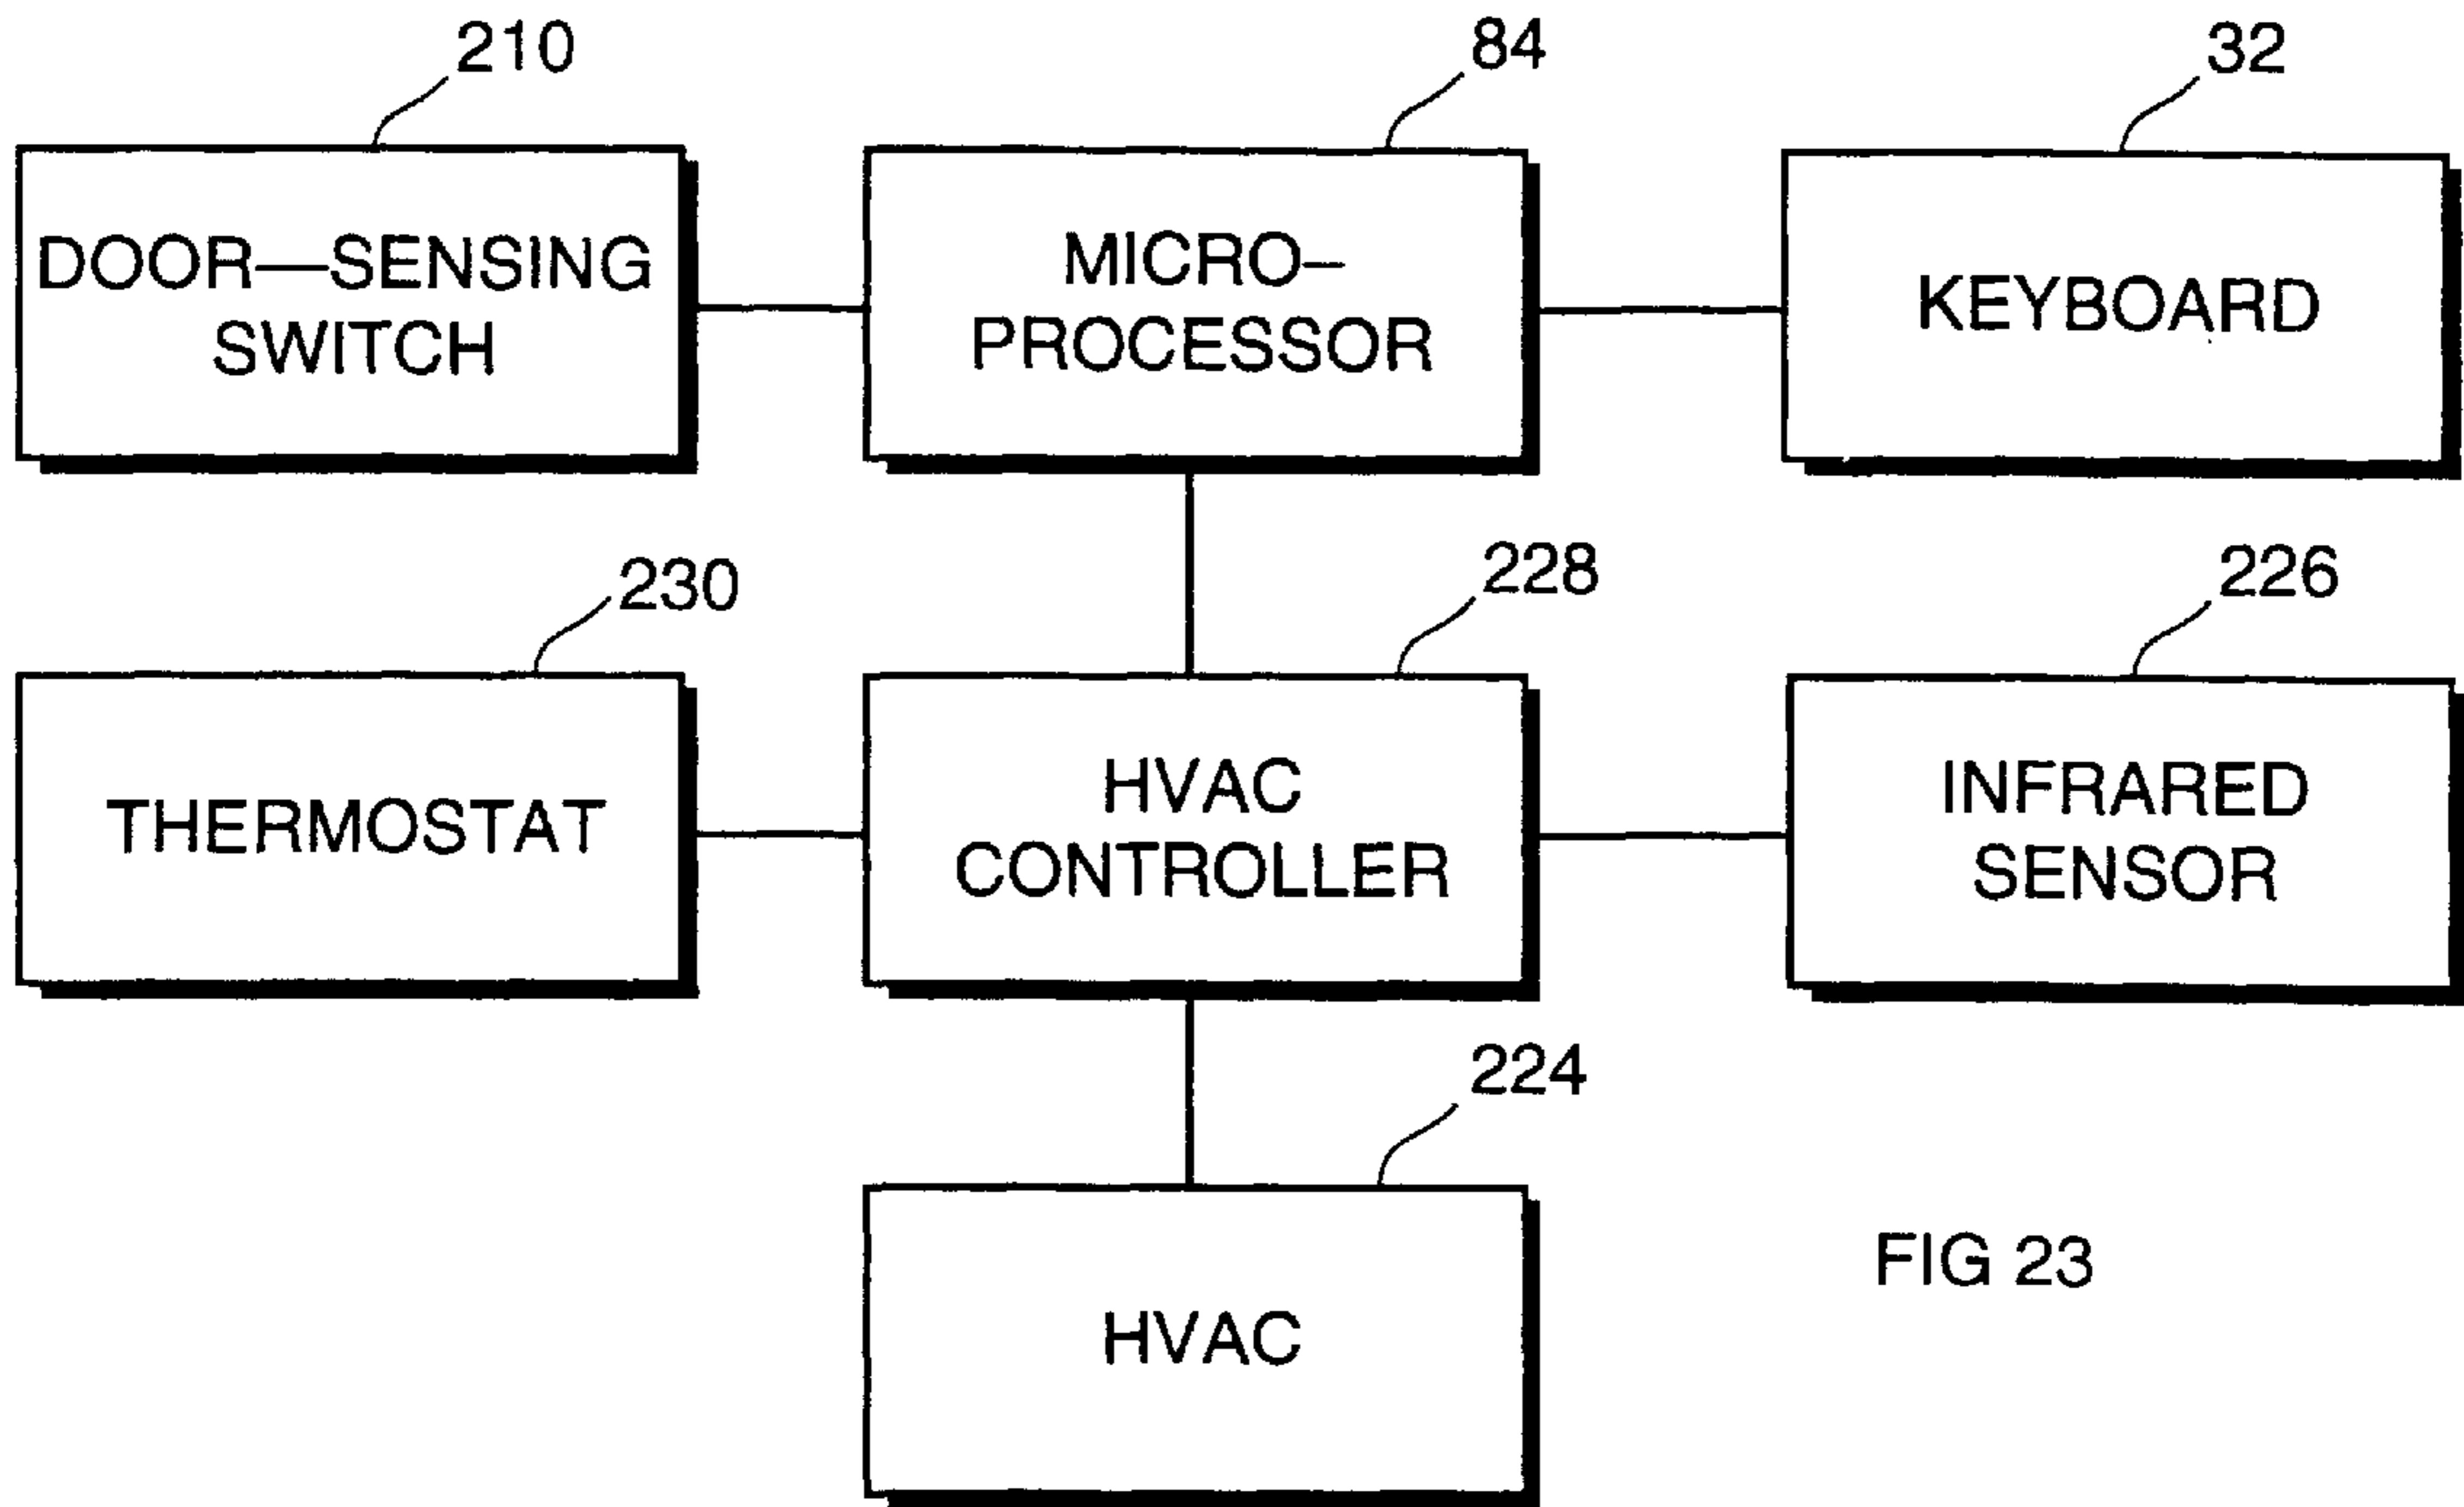 210
84
32
DOOR—SENSING
SWITCH
MICRO-
PROCESSOR
KEYBOARD
230
228
226
THERMOSTAT
HVAC
CONTROLLER
INFRARED
SENSOR
224
HVAC
FIG 23